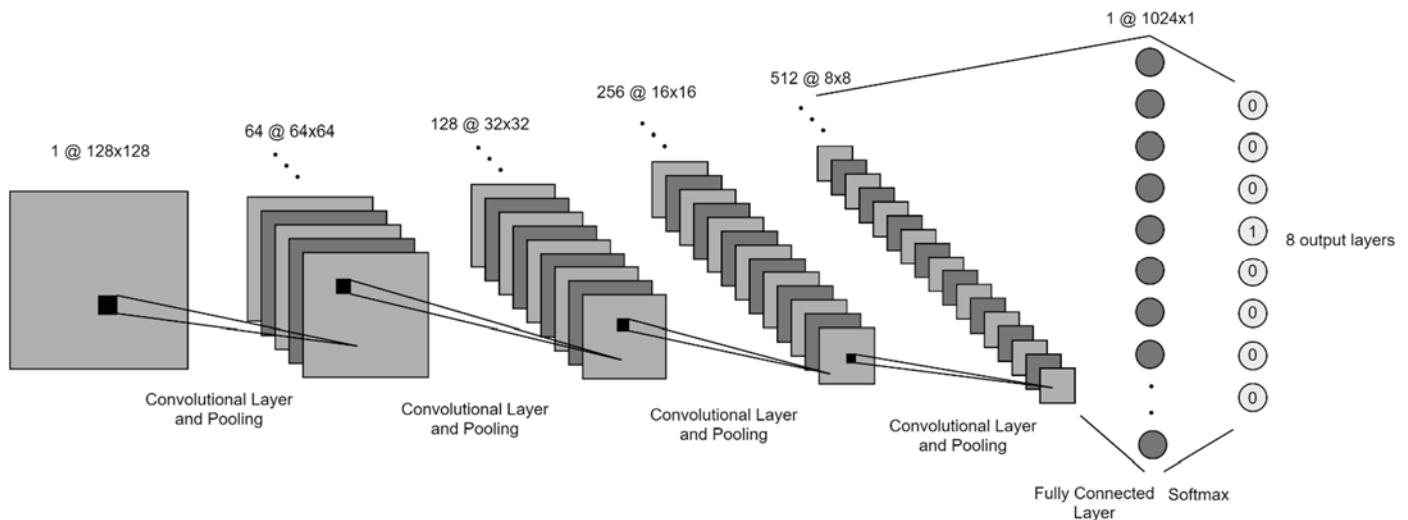 1 @ 128x128
64 @ 64x64
128 @ 32x32
256 @ 16x16
512 @ 8x8
1 @ 1024x1
0
0
0
1
0
0
0
0
8 output layers
Convolutional Layer
and Pooling
Convolutional Layer
and Pooling
Convolutional Layer
and Pooling
Convolutional Layer
and Pooling
Fully Connected
Layer
Softmax